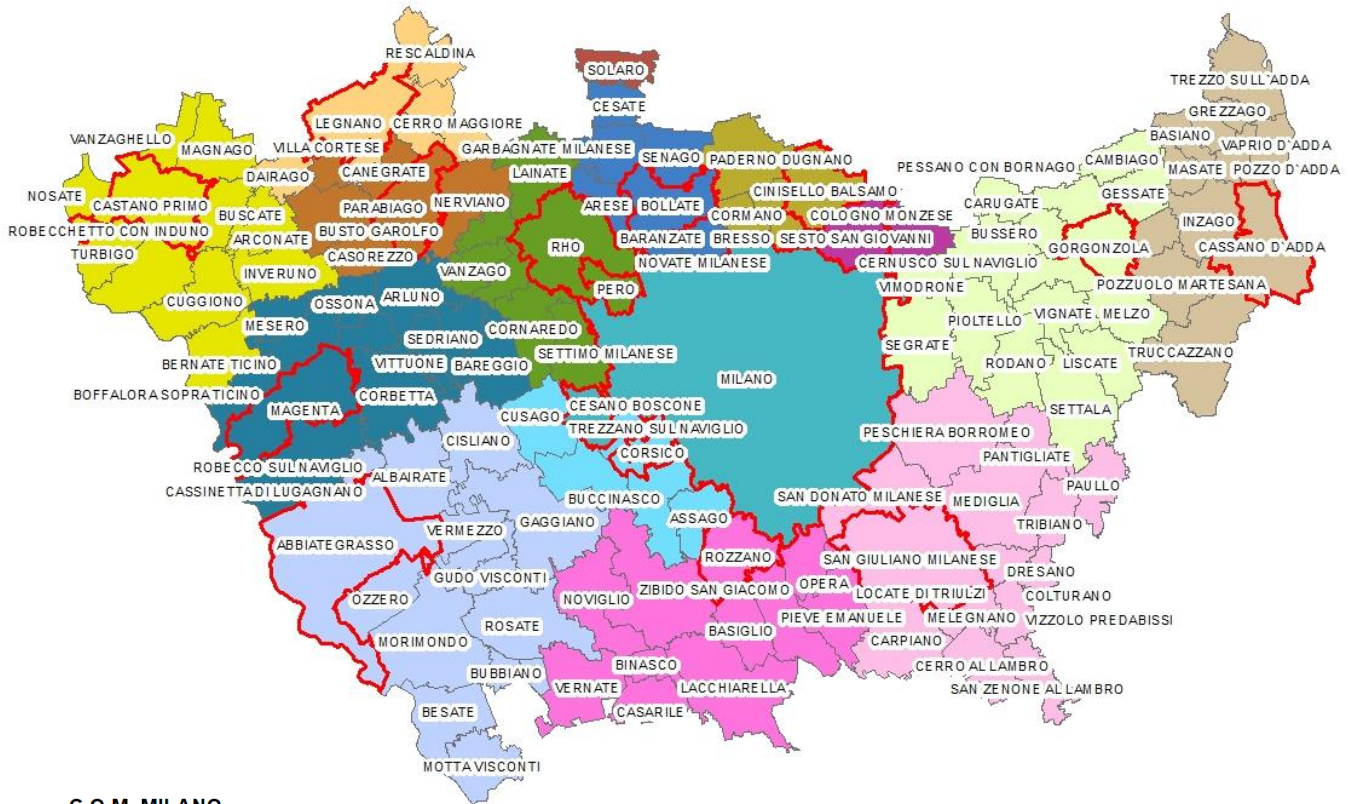 RESCALDINA
SOLARO
TREZZO SULL`ADDA
CESATE
GREZZAGO
LEGNANO
CERRO MAGGIORE
BASIANO
VANZAGHELLO
MAGNAGO
VILLA CORTESE
GARBAGNATE MILANESE
SENAGO
PADERNO DUGNANO
VAPRIO D'ADDA
CAMBIAGO
PESSANO CON BORNAGO
MASATE
POZZO D'ADDA
DAIRAGO
CANEGRATE
LAINATE
CINISELLO BALSAMO
GESSATE
NOSATE
CASTANO PRIMO
BUSCATE
PARABIAGO
NERVIANO
ARESE
BOLLATE
CORMANO
COLOGNO MONZESE
CARUGATE
INZAGO
ROBECCHETTO CON INDUNO
ARCONATE
BUSTO GAROLFO
BARANZATE
BRESSO
SESTO SAN GIOVANNI
BUSSERO
GORGONZOLA
CASSANO D'ADDA
TURBIGO
CASOREZZO
RHO
NOVATE MILANESE
CERNUSCO SUL NAVIGLIO
INVERUNO
VANZAGO
PERO
VIMODRONE
POZZUOLO MARTESANA
CUGGIONO
OSSONA
ARLUNO
MESERO
CORNAREDO
PIOLTELLO
VIGNATE
MELZO
SEDRIANO
SETTIMO MILANESE
SEGRATE
TRUCCAZZANO
BERNATE TICINO
VITTUONE
BAREGGIO
RODANO
LISCATE
MILANO
BOFFALORA SOPRA TICINO
CORBETTA
MAGENTA
CUSAGO
CESANO BOSCONE
SETTALA
TREZZANO SUL NAVIGLIO
PESCHIERA BORROMEO
CISLIANO
CORSICO
PANTIGLIATE
ROBECCO SUL NAVIGLIO
ALBAIRATE
PAULLO
CASSINETTA DI LUGAGNANO
BUCCINASCO
SAN DONATO MILANESE
MEDIGLIA
ASSAGO
GAGGIANO
TRIBIANO
VERMEZZO
ABBIATEGRASSO
ROZZANO
SAN GIULIANO MILANESE
DRESANO
GUDO VISCONTI
OPERA
ZIBIDO SAN GIACOMO
LOCATE DI TRIULZI
COLTURANO
OZZERO
NOVIGLIO
PIEVE EMANUELE
MELEGNANO
VIZZOLO PREDABISSI
ROSATE
BASIGLIO
MORIMONDO
CARPIANO
BINASCO
CERRO AL LAMBRO
BUBBIANO
VERNATE
LACCHIARELLA
SAN ZENONE AL LAMBRO
BESATE
CASARILE
MOTTA VISCONTI
C.O.M. MILANO